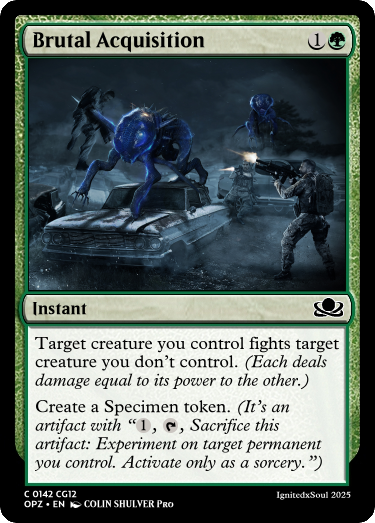 Brutal Acquisition 1
Instant
Target creature you control fights target
creature you don't control. (Each deals
damage equal to its power to the other.)
Create a Specimen token. (It's an
artifact with “1, , Sacrifice this
artifact: Experiment on target permanent
you control. Activate only as a sorcery.”)
C 0142 CG12
OPZ • EN COLIN SHULVER PRO
IgnitedxSoul 2025